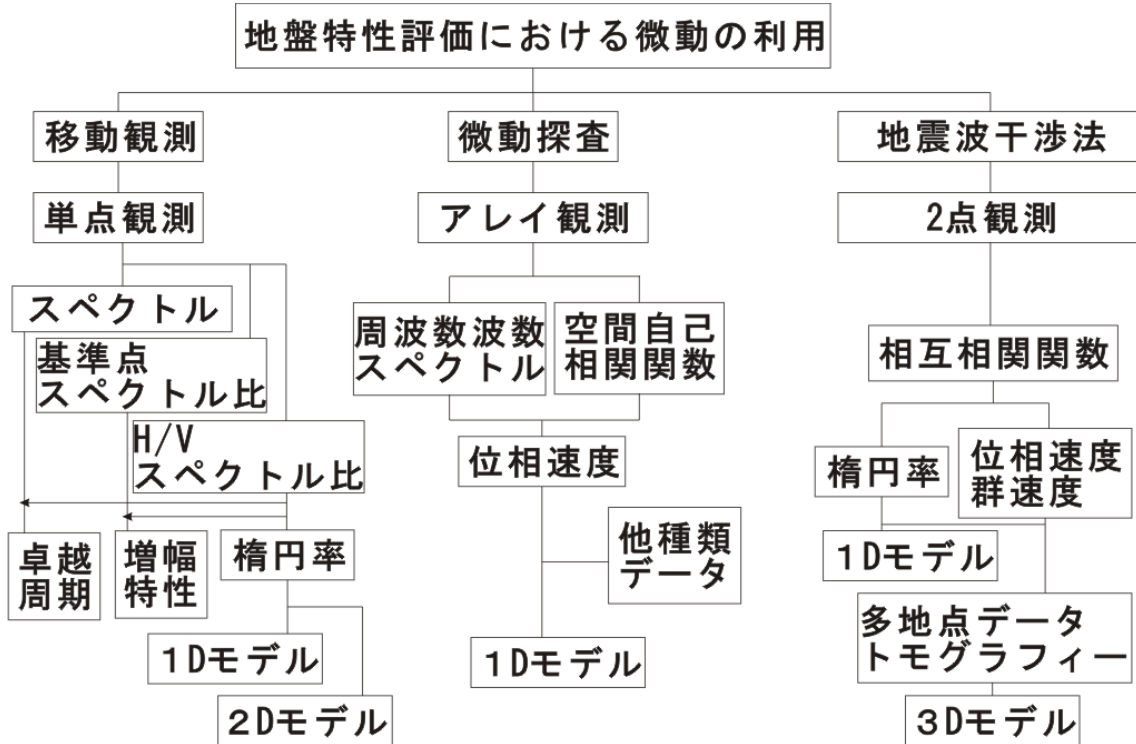 地盤特性評価における微動の利用
移動観測
微動探査
地震波干渉法
単点観測
アレイ観測
2点観測
スペクトル
基準点
スペクトル比
H/V
スペクトル比
卓越
周期
増幅
特性
楕円率
1Dモデル
2Dモデル
周波数波数
スペクトル
空間自己
相関関数
位相速度
他種類
データ
1Dモデル
相互相関関数
楕円率
位相速度
群速度
1Dモデル
多地点データ
トモグラフィー
3Dモデル